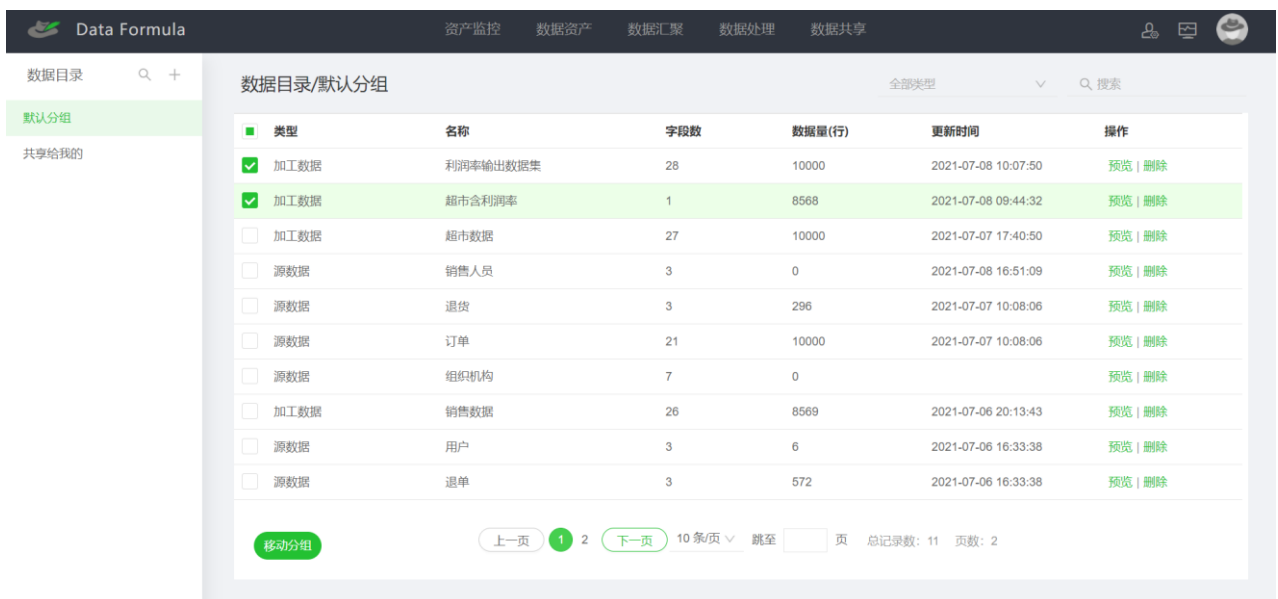 Data Formula 资产监控 数据资产 数据汇聚 数据处理 数据共享
数据目录
默认分组
共享给我的
数据目录/默认分组 全部类型 搜索
类型 名称 字段数 数据量(行) 更新时间 操作
加工数据 利润率输出数据集 28 10000 2021-07-08 10:07:50 预览 | 删除
加工数据 超市含利润率 1 8568 2021-07-08 09:44:32 预览 | 删除
加工数据 超市数据 27 10000 2021-07-07 17:40:50 预览 | 删除
源数据 销售人员 3 0 2021-07-08 16:51:09 预览 | 删除
源数据 退货 3 296 2021-07-07 10:08:06 预览 | 删除
源数据 订单 21 10000 2021-07-07 10:08:06 预览 | 删除
源数据 组织机构 7 0 预览 | 删除
加工数据 销售数据 26 8569 2021-07-06 20:13:43 预览 | 删除
源数据 用户 3 6 2021-07-06 16:33:38 预览 | 删除
源数据 退单 3 572 2021-07-06 16:33:38 预览 | 删除
移动分组 上一页 1 2 下一页 10 条/页 跳至 页 总记录数：11 页数：2